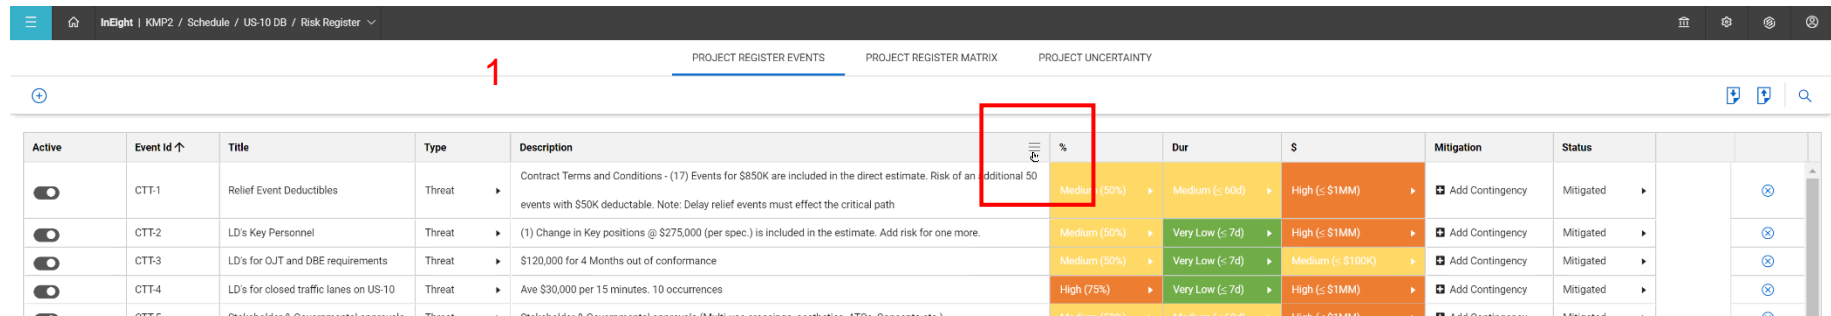 InEight | KMP2 / Schedule / US-10 DB / Risk Register
PROJECT REGISTER EVENTS PROJECT REGISTER MATRIX PROJECT UNCERTAINTY
1
Active Event Id Title Type Description % Dur $ Mitigation Status
CTT-1 Relief Event Deductibles Threat Contract Terms and Conditions - (17) Events for $850K are included in the direct estimate. Risk of an additional 50 Medium (50%) Medium (≤ 60d) High (≤ $1MM) Add Contingency Mitigated
events with $50K deductable. Note: Delay relief events must effect the critical path
CTT-2 LD's Key Personnel Threat (1) Change in Key positions @ $275,000 (per spec.) is included in the estimate. Add risk for one more. Medium (50%) Very Low (≤ 7d) High (≤ $1MM) Add Contingency Mitigated
CTT-3 LD's for OJT and DBE requirements Threat $120,000 for 4 Months out of conformance Medium (50%) Very Low (≤ 7d) Medium (≤ $100K) Add Contingency Mitigated
CTT-4 LD's for closed traffic lanes on US-10 Threat Ave $30,000 per 15 minutes. 10 occurrences High (75%) Very Low (≤ 7d) High (≤ $1MM) Add Contingency Mitigated